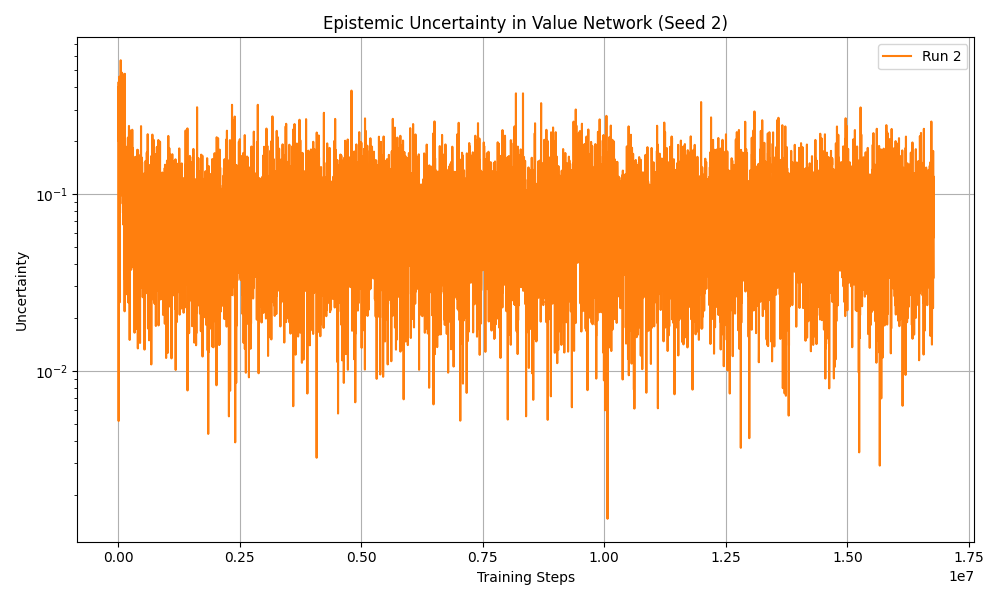 Epistemic Uncertainty in Value Network (Seed 2)
Run 2
Uncertainty
10⁻¹
10⁻²
0.00 0.25 0.50 0.75 1.00 1.25 1.50 1.75
1e7
Training Steps